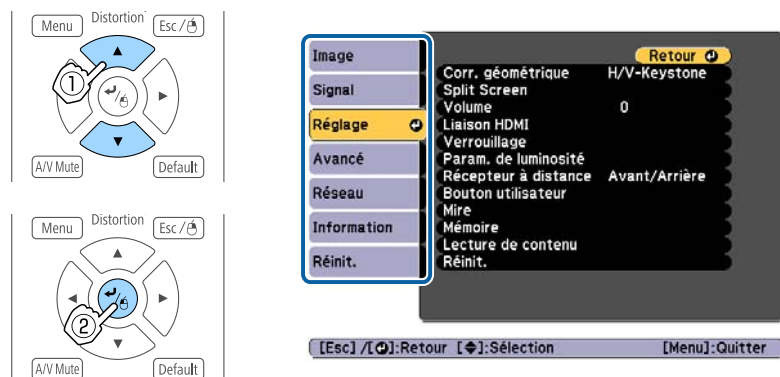 Menu
Distortion
Esc/
1
A/V Mute
Default
Menu
Distortion
Esc/
2
A/V Mute
Default
Image
Signal
Réglage
Avancé
Réseau
Information
Réinit.
Retour
Corr. géométrique H/V-Keystone
Split Screen
Volume 0
Liaison HDMI
Verrouillage
Param. de luminosité
Récepteur à distance Avant/Arrière
Bouton utilisateur
Mire
Mémoire
Lecture de contenu
Réinit.
[Esc] /[ ]:Retour [ ]:Sélection [Menu]:Quitter